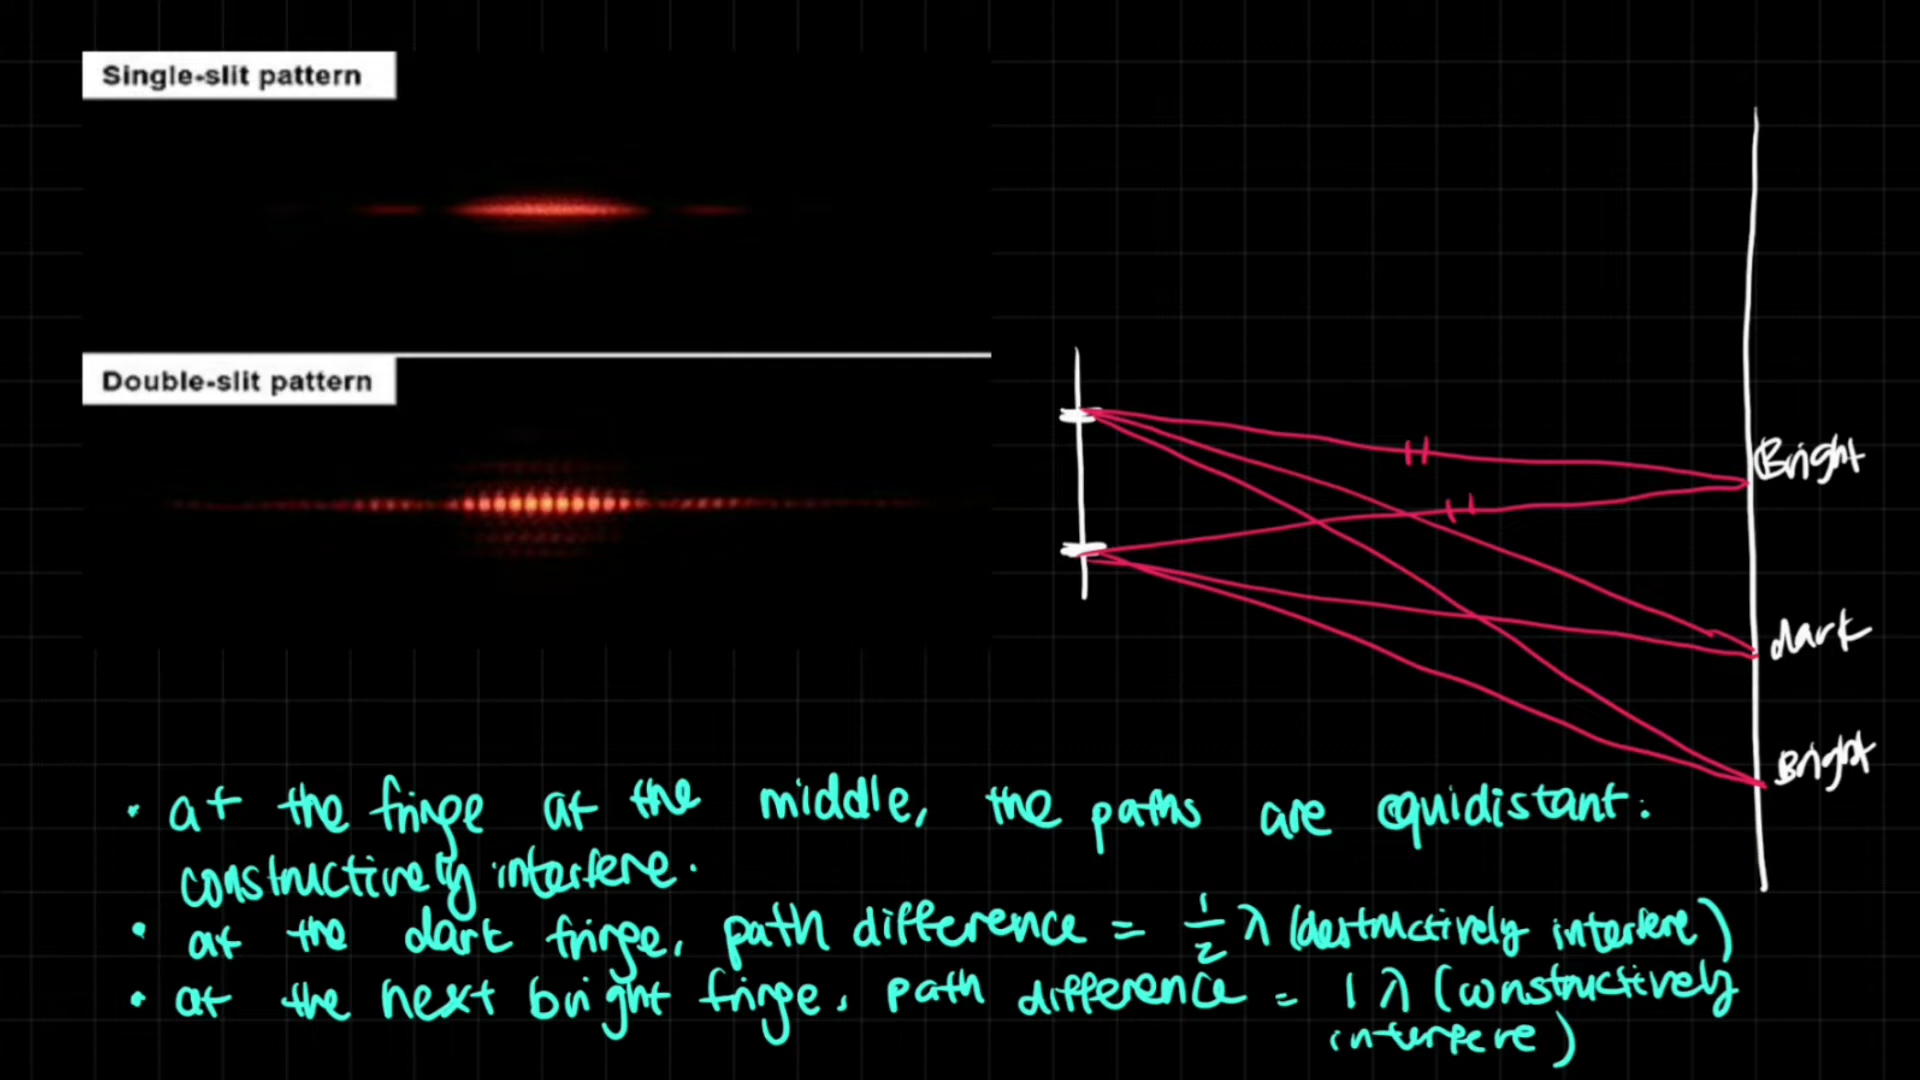 Single-slit pattern
Double-slit pattern
Bright
dark
Bright
• at the fringe at the middle, the paths are equidistant:
constructively interfere.
• at the dark fringe, path difference = 1/2 λ (destructively interfere)
• at the next bright fringe, path difference = 1 λ (constructively
interfere)